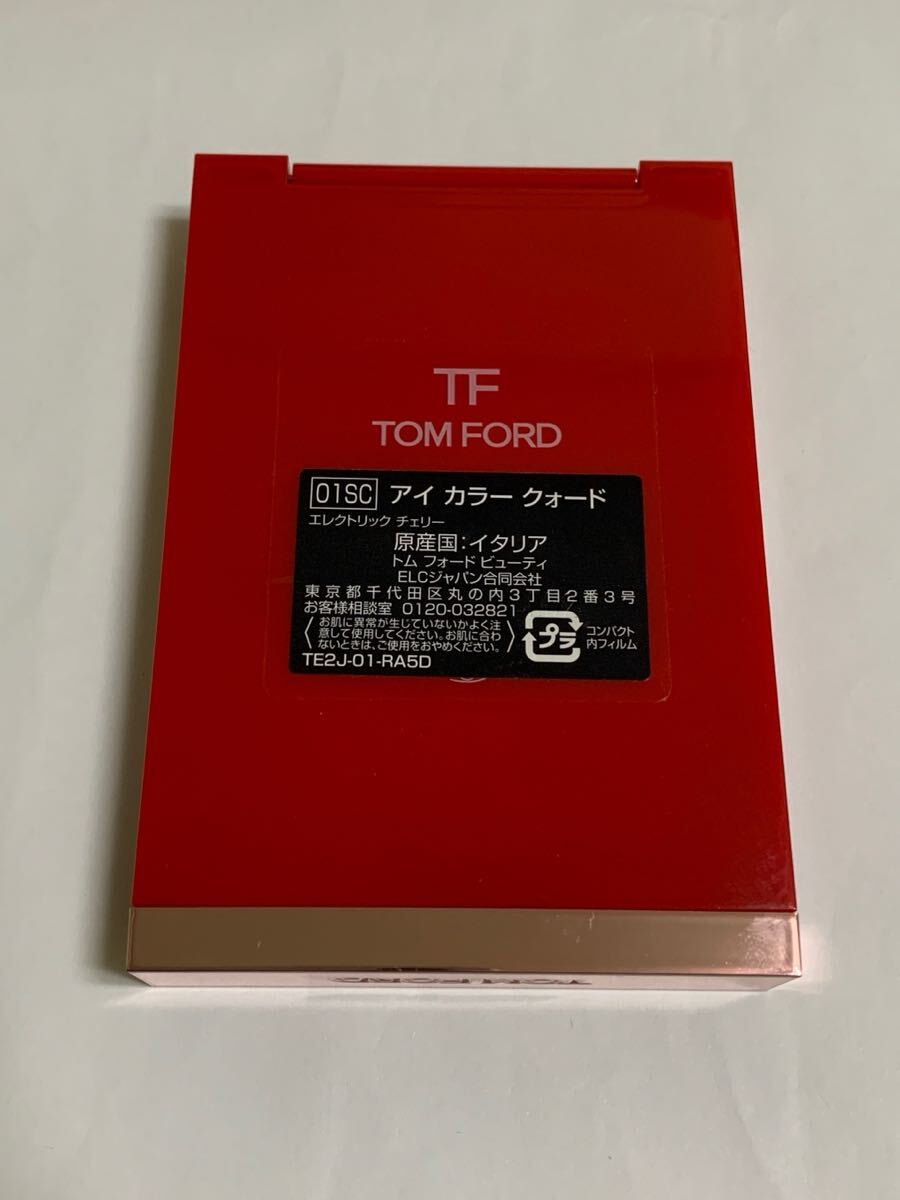 TF
TOM FORD
01SC アイ カラー クォード
エレクトリック チェリー
原産国:イタリア
トム フォード ビューティ
ELCジャパン合同会社
東京都千代田区丸の内3丁目2番3号
お客様相談室 0120-032821
お肌に異常が生じていないかよく注
意して使用してください。お肌に合わ
ないときは、ご使用をおやめください。
プラ
コンパクト
内フィルム
TE2J-01-RA5D
TOM FORD